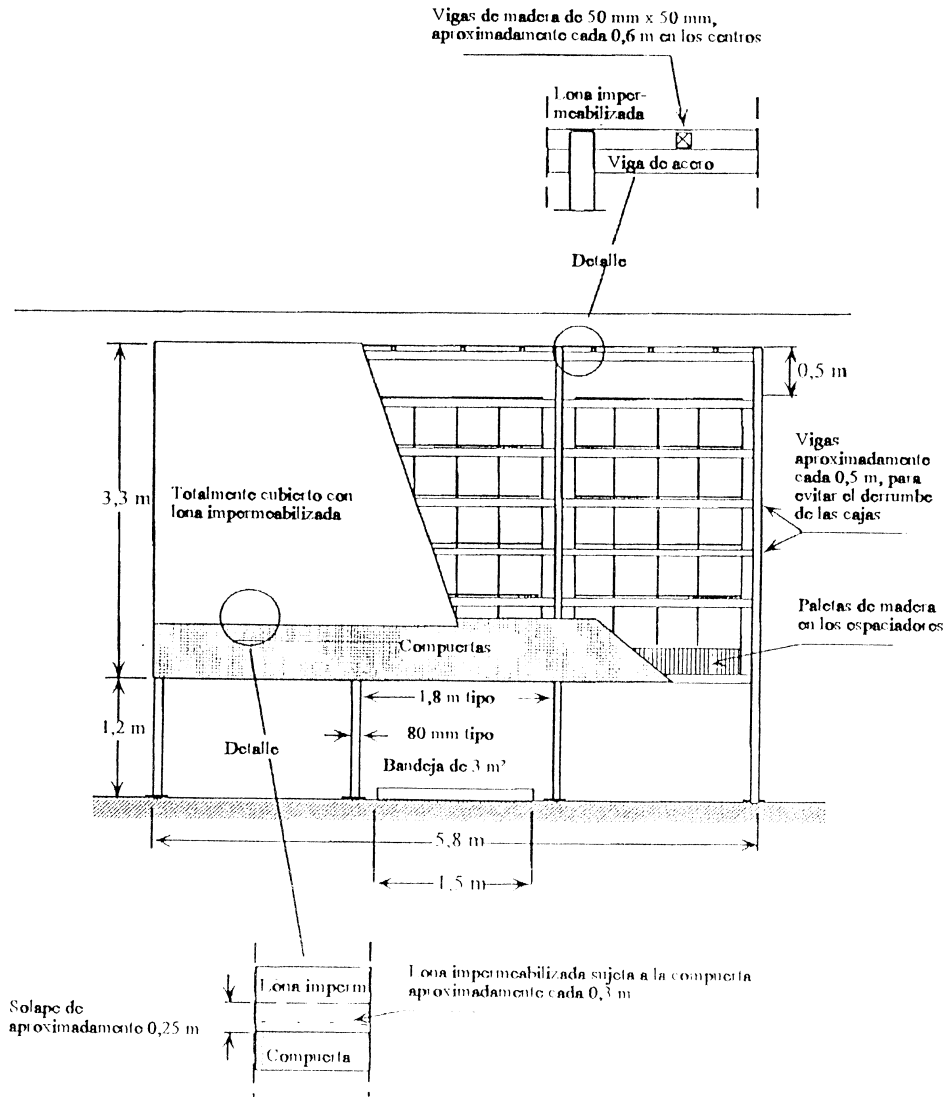 Vigas de madera de 50 mm x 50 mm,
aproximadamente cada 0,6 m en los centros
Lona imper-
meabilizada
Viga de acero
Detalle
0,5 m
3,3 m
Totalmente cubierto con
lona impermeabilizada
Vigas
aproximadamente
cada 0,5 m, para
evitar el derrumbe
de las cajas
Paletas de madera
en los espaciadores
Compuertas
1,8 m tipo
1,2 m
80 mm tipo
Detalle
Bandeja de 3 m²
5,8 m
1,5 m
Lona imperm
Lona impermeabilizada sujeta a la compuerta
aproximadamente cada 0,3 m
Solape de
aproximadamente 0,25 m
Compuerta